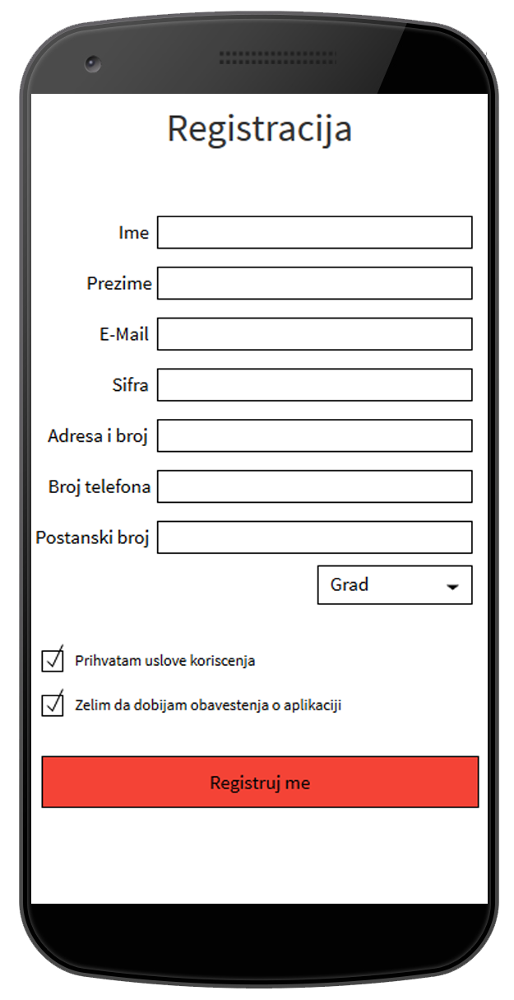 Registracija
Ime
Prezime
E-Mail
Sifra
Adresa i broj
Broj telefona
Postanski broj
Grad
Prihvatam uslove koriscenja
Zelim da dobijam obavestenja o aplikaciji
Registruj me